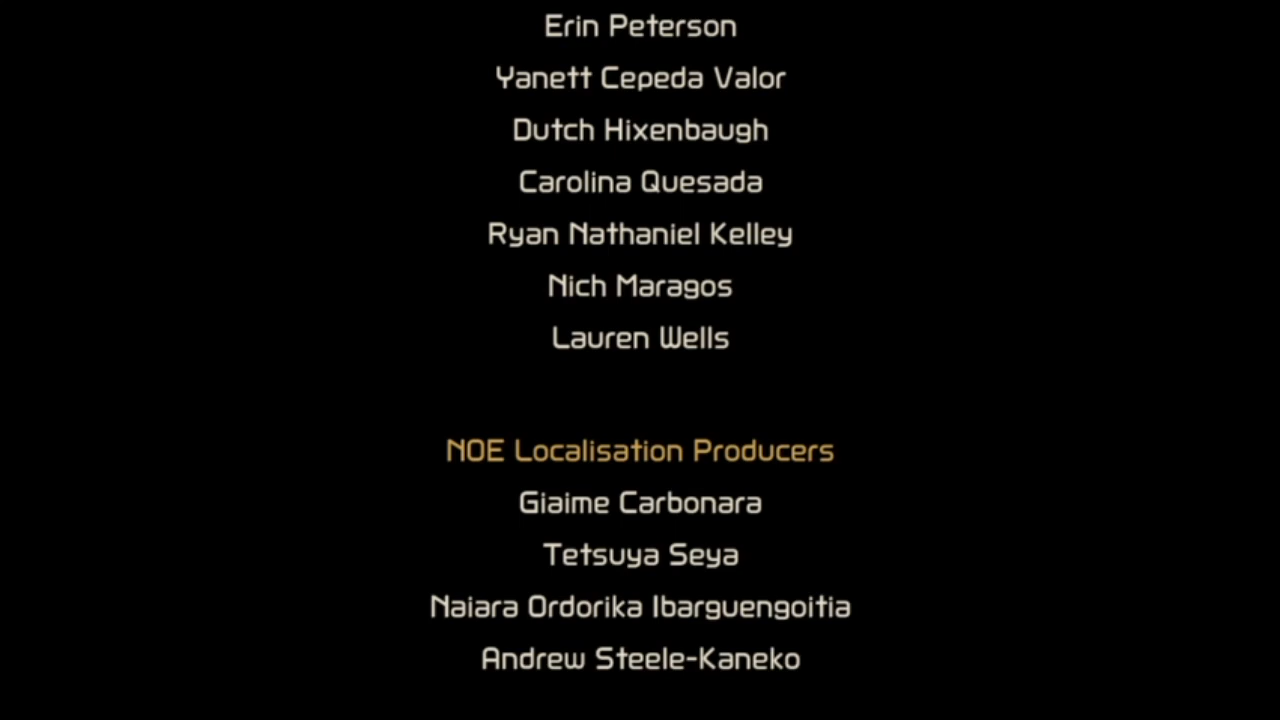 Erin Peterson
Yanett Cepeda Valor
Dutch Hixenbaugh
Carolina Quesada
Ryan Nathaniel Kelley
Nich Maragos
Lauren Wells
NOE Localisation Producers
Giaime Carbonara
Tetsuya Seya
Naiara Ordorika Ibarguengoitia
Andrew Steele-Kaneko